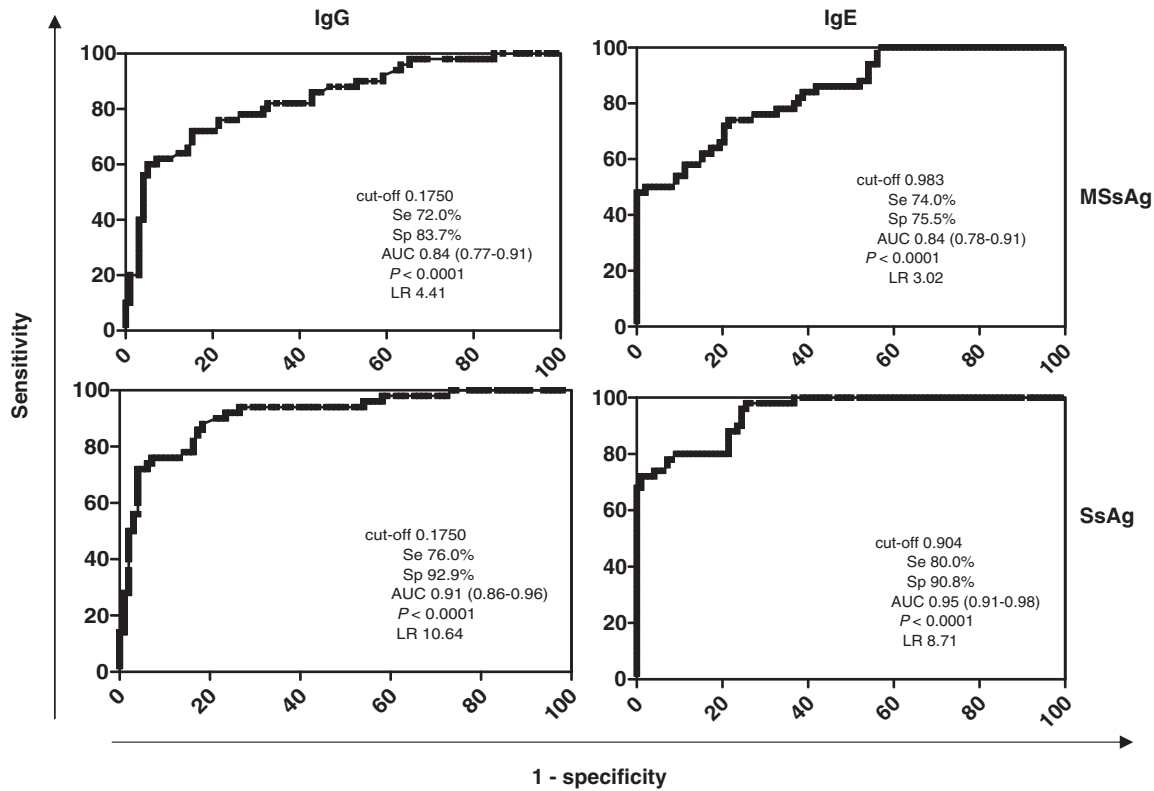 IgG
IgE
100
80
60
40
20
0
0 20 40 60 80 100
cut-off 0.1750
Se 72.0%
Sp 83.7%
AUC 0.84 (0.77-0.91)
P < 0.0001
LR 4.41
100
80
60
40
20
0
0 20 40 60 80 100
cut-off 0.983
Se 74.0%
Sp 75.5%
AUC 0.84 (0.78-0.91)
P < 0.0001
LR 3.02
MSsAg
Sensitivity
100
80
60
40
20
0
0 20 40 60 80 100
cut-off 0.1750
Se 76.0%
Sp 92.9%
AUC 0.91 (0.86-0.96)
P < 0.0001
LR 10.64
100
80
60
40
20
0
0 20 40 60 80 100
cut-off 0.904
Se 80.0%
Sp 90.8%
AUC 0.95 (0.91-0.98)
P < 0.0001
LR 8.71
SsAg
1 - specificity